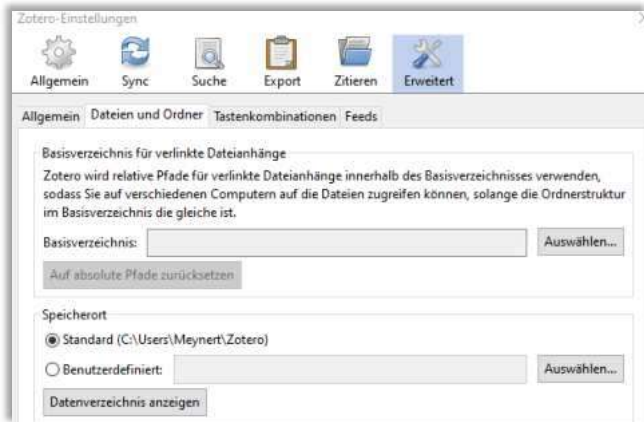 Zotero-Einstellungen
Allgemein Sync Suche Export Zitieren Erweitert
Allgemein Dateien und Ordner Tastenkombinationen Feeds
Basisverzeichnis für verlinkte Dateianhänge
Zotero wird relative Pfade für verlinkte Dateianhänge innerhalb des Basisverzeichnisses verwenden,
sodass Sie auf verschiedenen Computern auf die Dateien zugreifen können, solange die Ordnerstruktur
im Basisverzeichnis die gleiche ist.
Basisverzeichnis: Auswählen...
Auf absolute Pfade zurücksetzen
Speicherort
Standard (C:\Users\Meynert\Zotero)
Benutzerdefiniert: Auswählen...
Datenverzeichnis anzeigen